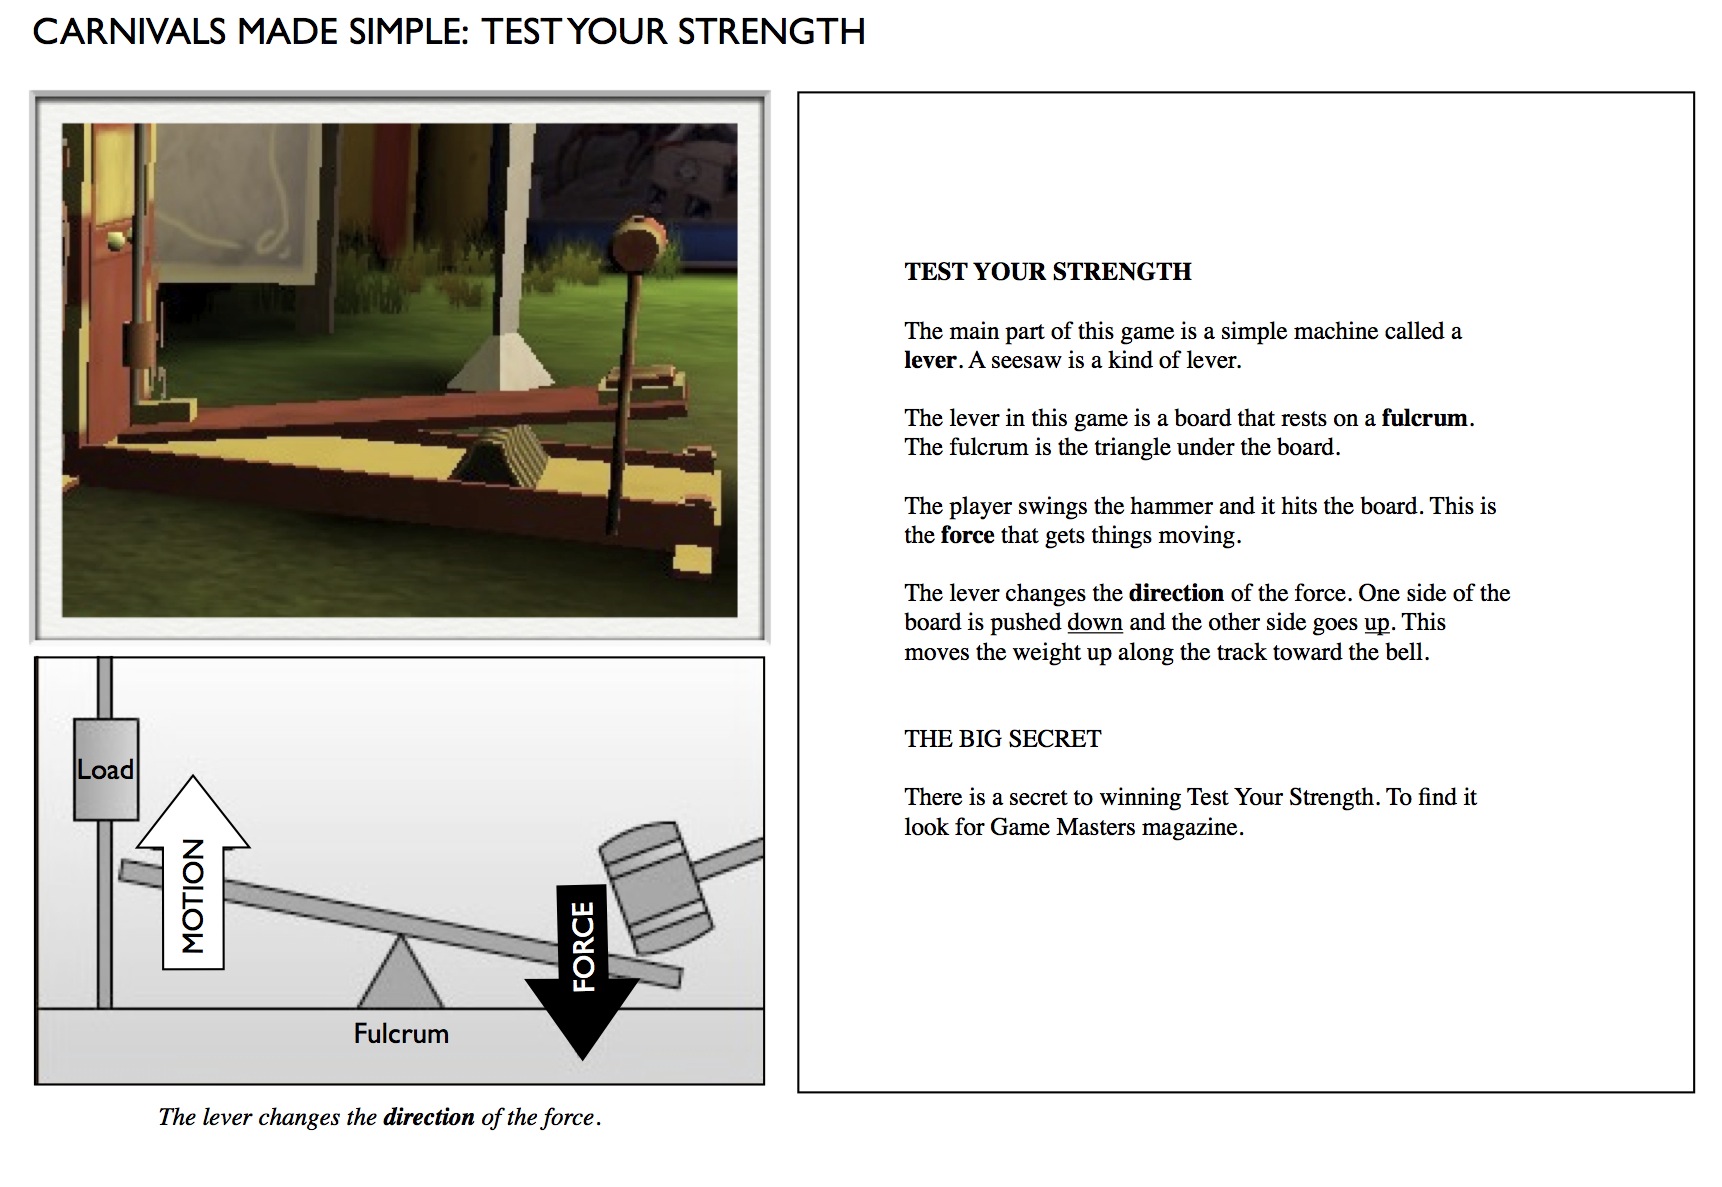 CARNIVALS MADE SIMPLE: TEST YOUR STRENGTH
Load
MOTION
FORCE
Fulcrum
The lever changes the direction of the force.
TEST YOUR STRENGTH
The main part of this game is a simple machine called a
lever. A seesaw is a kind of lever.
The lever in this game is a board that rests on a fulcrum.
The fulcrum is the triangle under the board.
The player swings the hammer and it hits the board. This is
the force that gets things moving.
The lever changes the direction of the force. One side of the
board is pushed down and the other side goes up. This
moves the weight up along the track toward the bell.
THE BIG SECRET
There is a secret to winning Test Your Strength. To find it
look for Game Masters magazine.